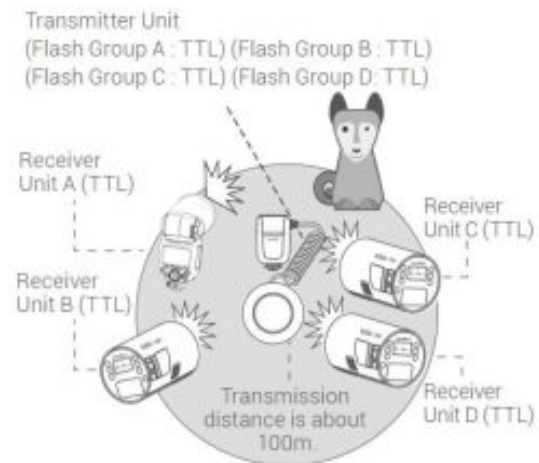 Transmitter Unit
(Flash Group A : TTL) (Flash Group B : TTL)
(Flash Group C : TTL) (Flash Group D: TTL)
Receiver
Unit A (TTL)
Receiver
Unit C (TTL)
Receiver
Unit B (TTL)
Transmission
distance is about
100m.
Receiver
Unit D (TTL)